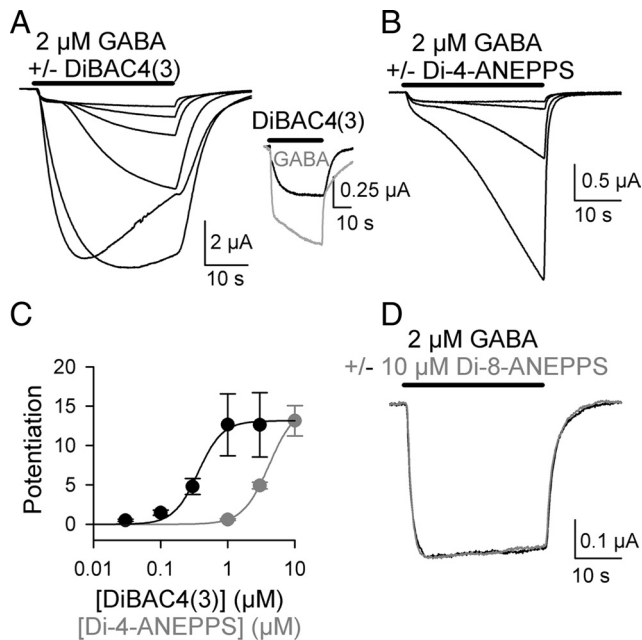 A
2 µM GABA
+/- DiBAC4(3)
DiBAC4(3)
GABA
0.25 µA
10 s
2 µA
10 s
B
2 µM GABA
+/- Di-4-ANEPPS
0.5 µA
10 s
C
Potentiation
20
15
10
5
0
0.01
0.1
1
10
[DiBAC4(3)] (µM)
[Di-4-ANEPPS] (µM)
D
2 µM GABA
+/- 10 µM Di-8-ANEPPS
0.1 µA
10 s